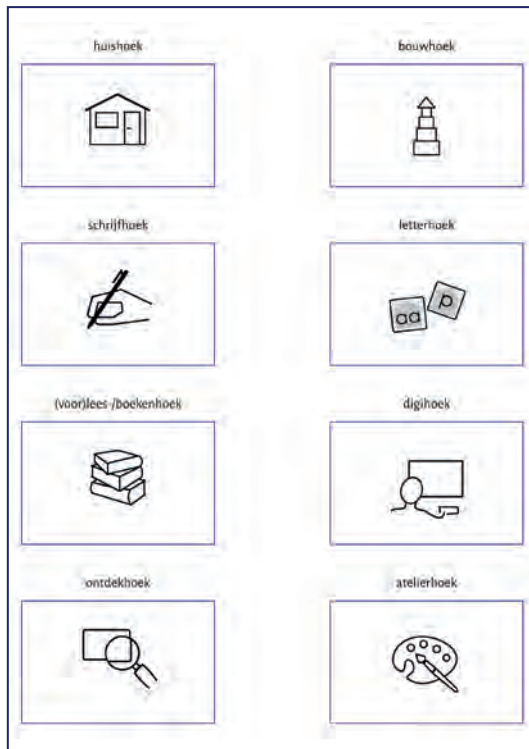 huishoek
bouwhoek
schrijfhoek
letterhoek
aa
p
(voor)lees-/boekenhoek
digihoek
ontdekhoek
atelierhoek